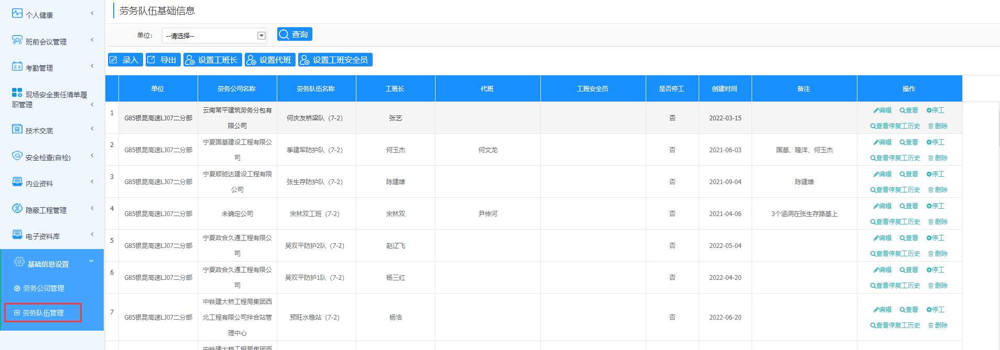 个人健康
班前会议管理
考勤管理
现场安全责任清单履
职管理
技术交底
安全检查(自检)
内业资料
隐蔽工程管理
电子资料库
基础信息设置
劳务公司管理
劳务队伍管理
劳务队伍基础信息
单位：
--请选择--
查询
录入 导出 设置工班长 设置代班 设置工班安全员
单位 劳务公司名称 劳务队伍名称 工班长 代班 工班安全员 是否停工 创建时间 备注 操作
1 G85银昆高速LJ07二分部 云南常平建筑劳务分包有 何庆友桥梁队（7-2） 张艺 否 2022-03-15 编辑 查看 停工
限公司 查看停复工历史 删除
2 G85银昆高速LJ07二分部 宁夏国基建设工程有限公 季建军防护队（7-2） 何玉杰 何文龙 否 2021-06-03 国基、隆洋、何玉杰 编辑 查看 停工
司 查看停复工历史 删除
3 G85银昆高速LJ07二分部 宁夏顺驰达建设工程有限 张生存防护队（7-2） 陈建雄 否 2021-09-04 陈建雄 编辑 查看 停工
公司 查看停复工历史 删除
4 G85银昆高速LJ07二分部 未确定公司 宋林双工班（7-2） 宋林双 尹传河 否 2021-04-06 3个涵洞在张生存路基上 编辑 查看 停工
查看停复工历史 删除
5 G85银昆高速LJ07二分部 宁夏政合久通工程有限公 吴双平防护2队（7-2） 赵辽飞 否 2022-05-04 编辑 查看 停工
司 查看停复工历史 删除
6 G85银昆高速LJ07二分部 宁夏政合久通工程有限公 吴双平防护1队（7-2） 杨三红 否 2022-04-20 编辑 查看 停工
司 查看停复工历史 删除
7 G85银昆高速LJ07二分部 中铁建大桥工程局集团西 预旺水稳站（7-2） 杨浩 否 2022-06-20 编辑 查看 停工
北工程有限公司拌合站管 查看停复工历史 删除
理中心
中铁建大桥工程局集团西